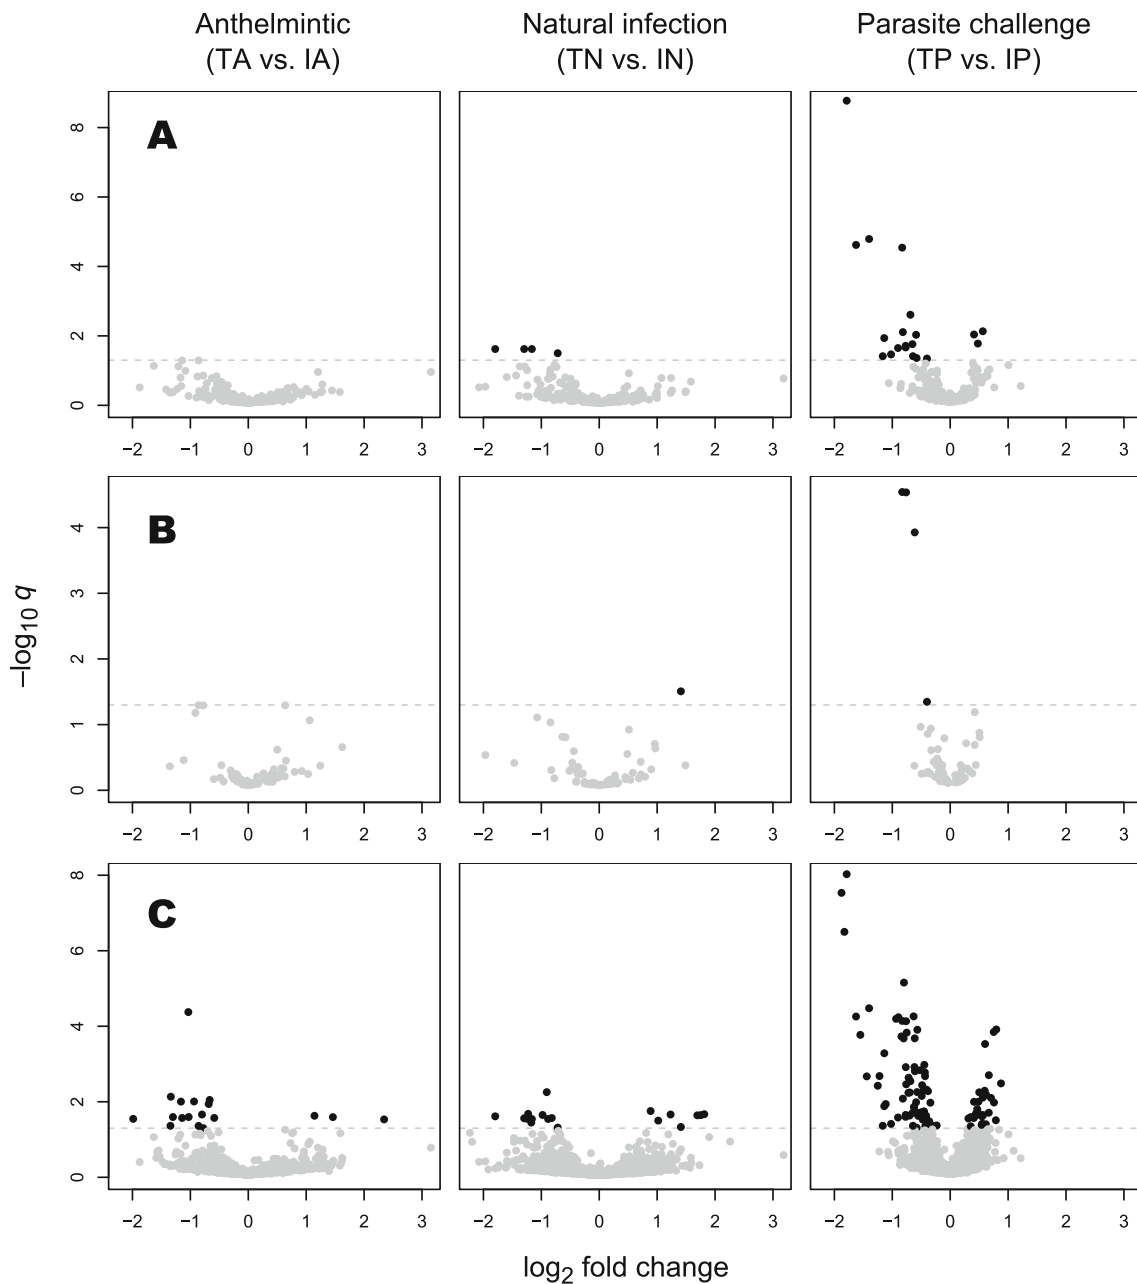 Anthelmintic
(TA vs. IA)
Natural infection
(TN vs. IN)
Parasite challenge
(TP vs. IP)
A
8
6
4
2
0
−2 −1 0 1 2 3
−2 −1 0 1 2 3
−2 −1 0 1 2 3
B
4
3
2
1
0
−2 −1 0 1 2 3
−2 −1 0 1 2 3
−2 −1 0 1 2 3
C
8
6
4
2
0
−2 −1 0 1 2 3
−2 −1 0 1 2 3
−2 −1 0 1 2 3
−log10 q
log2 fold change